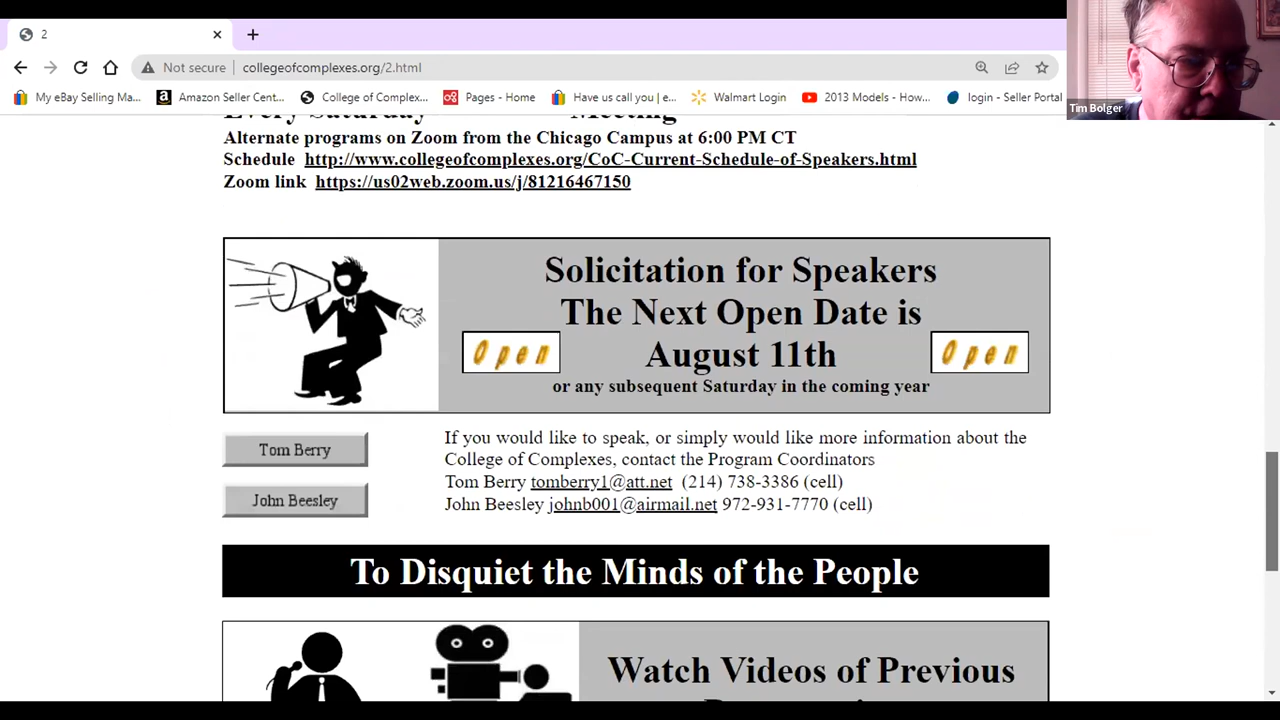 2
Not secure
collegeofcomplexes.org/2
My eBay Selling Ma...
Amazon Seller Cent...
College of Complex...
Pages - Home
Have us call you | e...
Walmart Login
2013 Models - How...
login - Seller Portal
Tim Bolger
Every Saturday Meeting
Alternate programs on Zoom from the Chicago Campus at 6:00 PM CT
Schedule http://www.collegeofcomplexes.org/CoC-Current-Schedule-of-Speakers.html
Zoom link https://us02web.zoom.us/j/81216467150
Solicitation for Speakers
The Next Open Date is
Open August 11th Open
or any subsequent Saturday in the coming year
Tom Berry
John Beesley
If you would like to speak, or simply would like more information about the
College of Complexes, contact the Program Coordinators
Tom Berry tomberry1@att.net (214) 738-3386 (cell)
John Beesley johnb001@airmail.net 972-931-7770 (cell)
To Disquiet the Minds of the People
Watch Videos of Previous